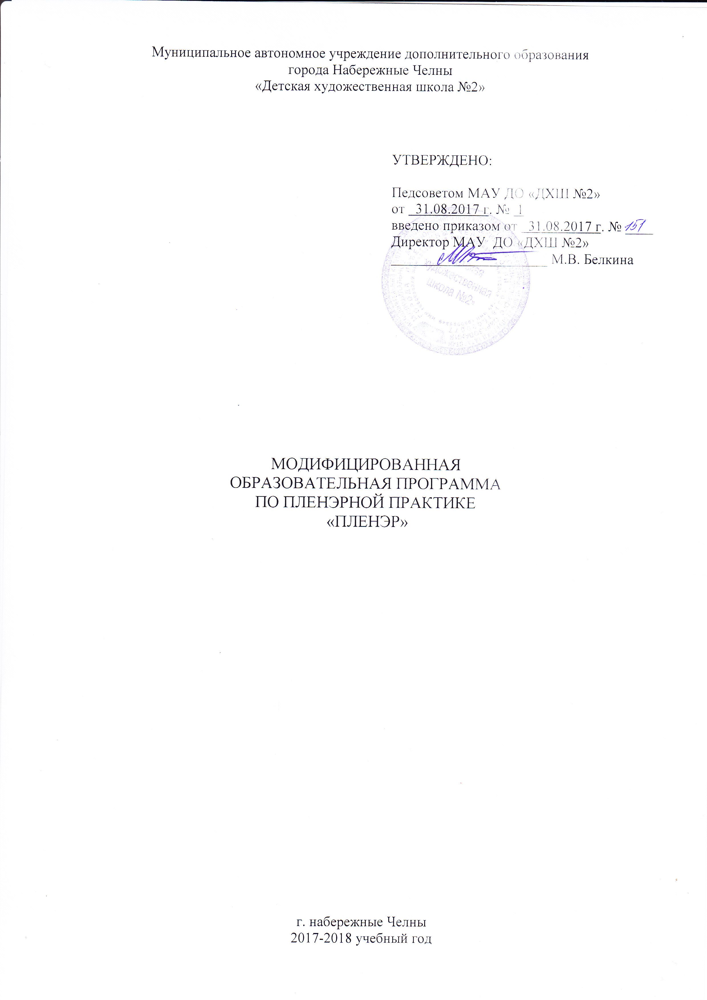 Муниципальное автономное учреждение дополнительного образования
города Набережные Челны
«Детская художественная школа №2»
УТВЕРЖДЕНО:
Педсоветом МАУ ДО «ДХШ №2»
от 31.08.2017 г. № 1
введено приказом от 31.08.2017 г. № 151
Директор МАУ ДО «ДХШ №2»
М.В. Белкина
художественная
школа №2»
МОДИФИЦИРОВАННАЯ
ОБРАЗОВАТЕЛЬНАЯ ПРОГРАММА
ПО ПЛЕНЭРНОЙ ПРАКТИКЕ
«ПЛЕНЭР»
г. набережные Челны
2017-2018 учебный год